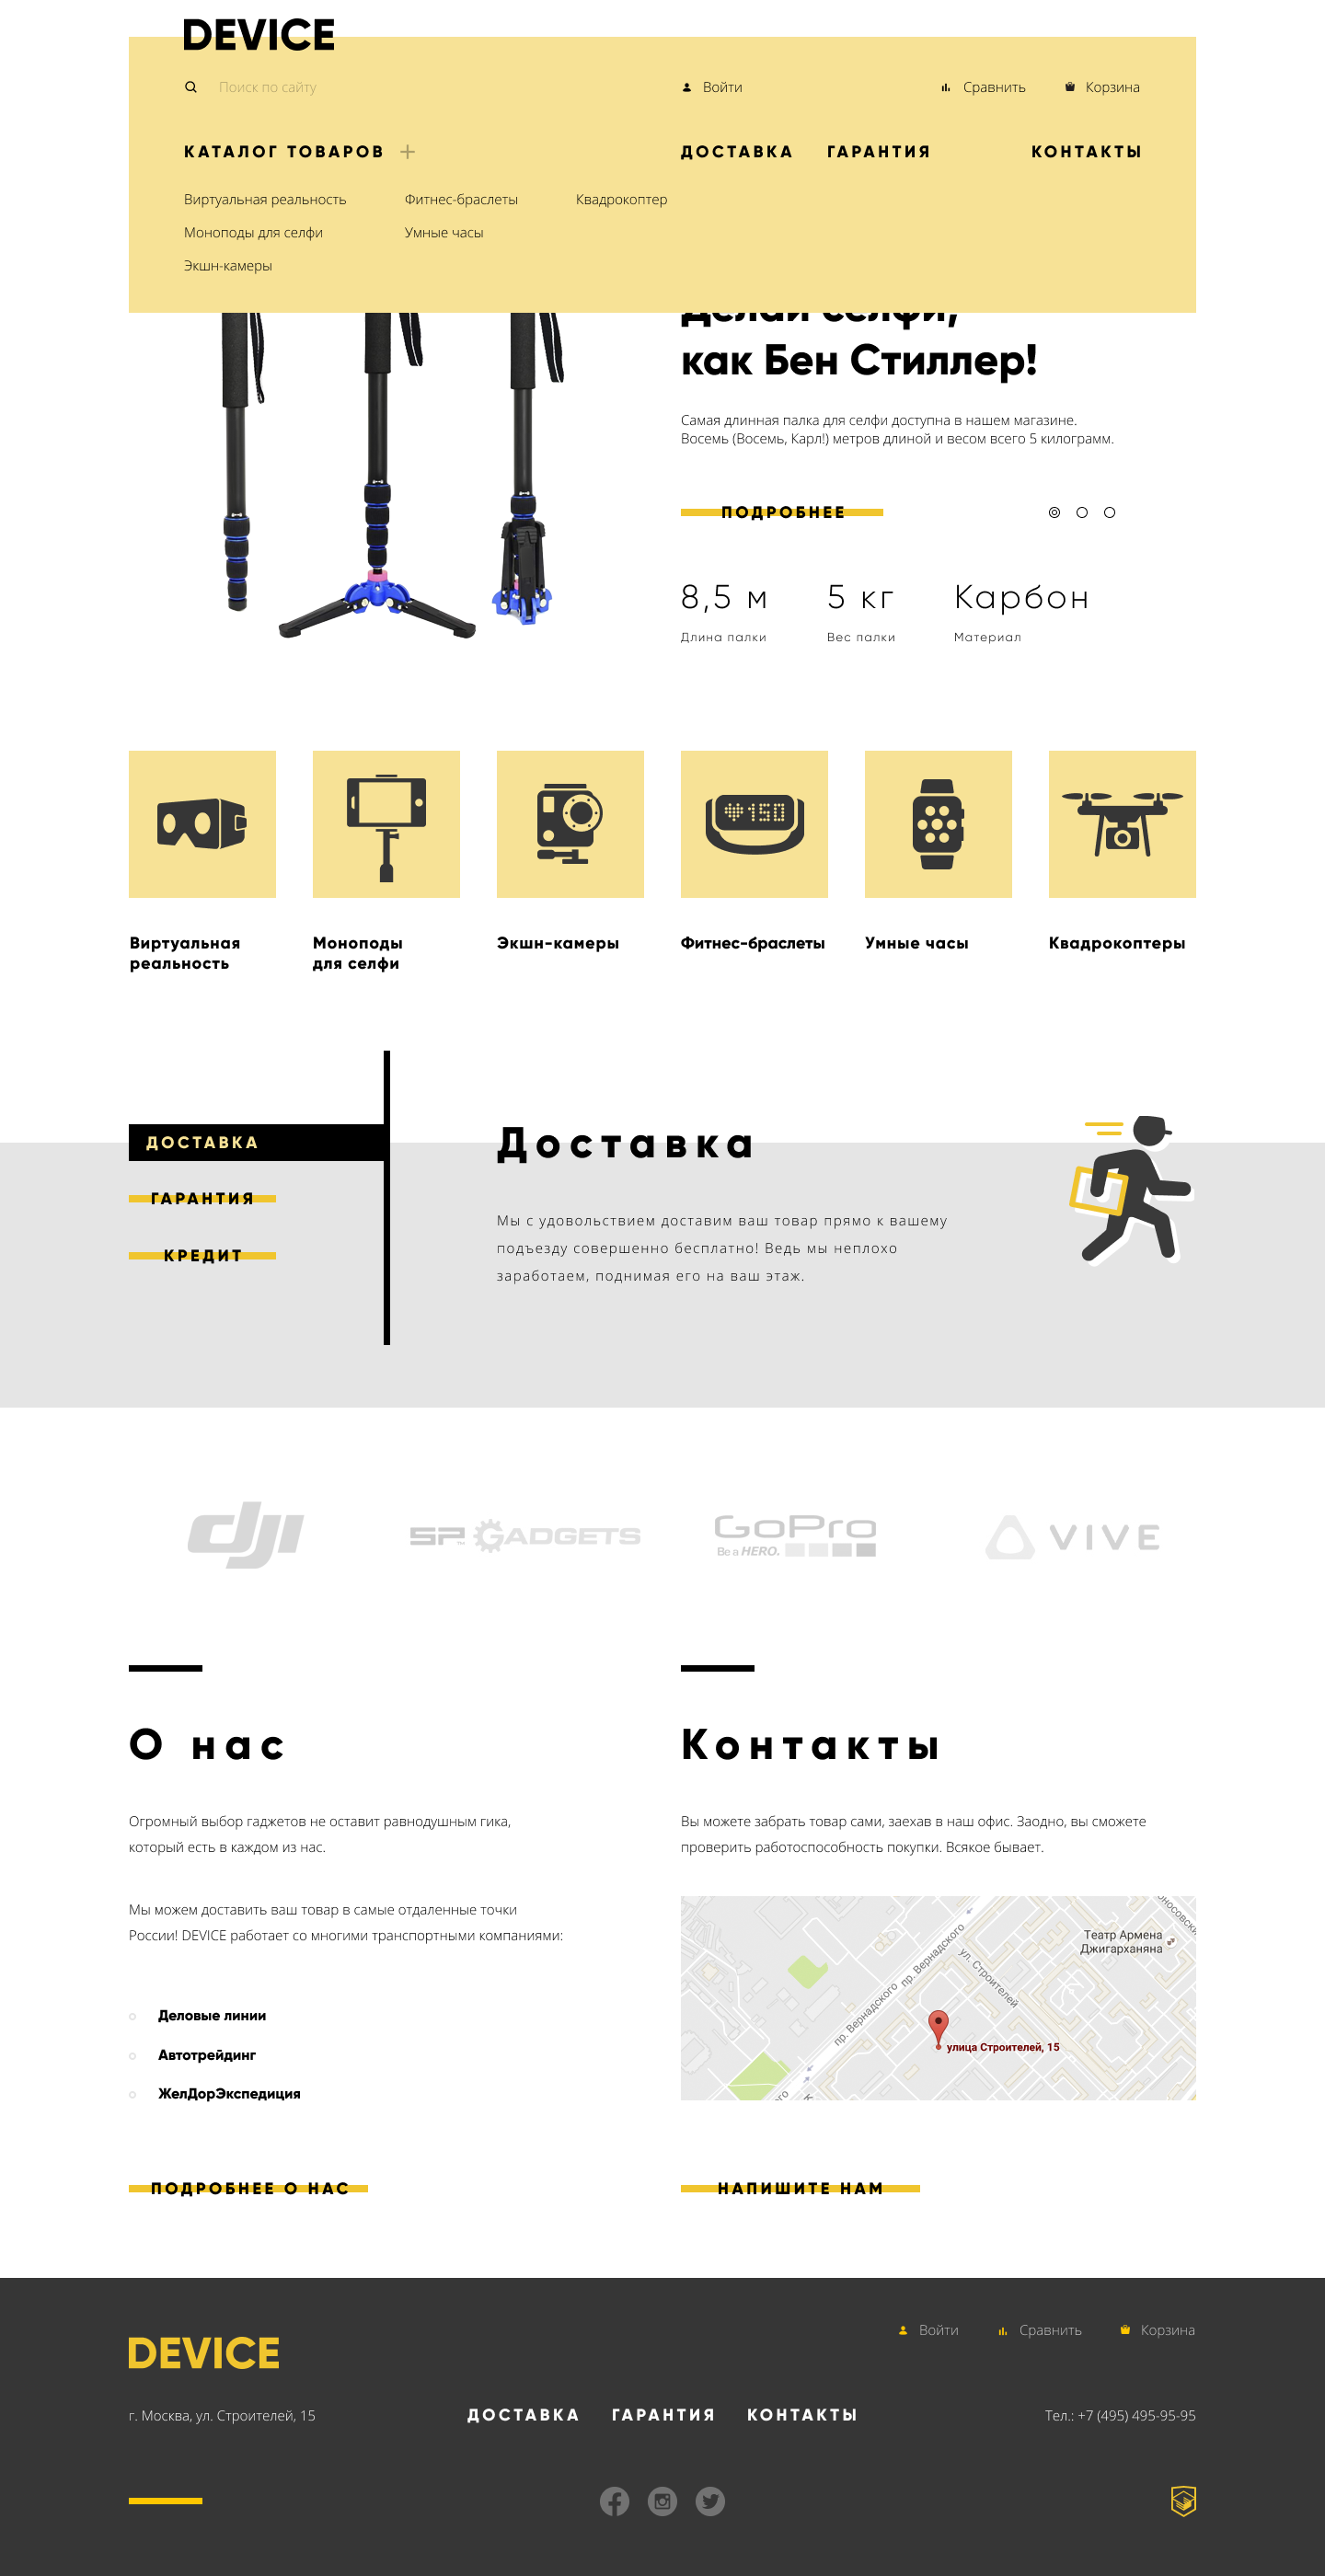 DEVICE
Поиск по сайту
Войти
Сравнить
Корзина
КАТАЛОГ ТОВАРОВ +
ДОСТАВКА
ГАРАНТИЯ
КОНТАКТЫ
Виртуальная реальность
Фитнес-браслеты
Квадрокоптер
Моноподы для селфи
Умные часы
Экшн-камеры
Делай селфи,
как Бен Стиллер!
Самая длинная палка для селфи доступна в нашем магазине.
Восемь (Восемь, Карл!) метров длиной и весом всего 5 килограмм.
ПОДРОБНЕЕ
8,5 м
5 кг
Карбон
Длина палки
Вес палки
Материал
150
Виртуальная
реальность
Моноподы
для селфи
Экшн-камеры
Фитнес-браслеты
Умные часы
Квадрокоптеры
ДОСТАВКА
ГАРАНТИЯ
КРЕДИТ
Доставка
Мы с удовольствием доставим ваш товар прямо к вашему
подъезду совершенно бесплатно! Ведь мы неплохо
заработаем, поднимая его на ваш этаж.
dji
SP GADGETS
GoPro
Be a HERO.
VIVE
О нас
Огромный выбор гаджетов не оставит равнодушным гика,
который есть в каждом из нас.
Мы можем доставить ваш товар в самые отдаленные точки
России! DEVICE работает со многими транспортными компаниями:
Деловые линии
Автотрейдинг
ЖелДорЭкспедиция
ПОДРОБНЕЕ О НАС
Контакты
Вы можете забрать товар сами, заехав в наш офис. Заодно, вы сможете
проверить работоспособность покупки. Всякое бывает.
Театр Армена
Джигарханяна
пр. Вернадского
пр. Вернадского
ул. Строителей
улица Строителей, 15
НАПИШИТЕ НАМ
Войти
Сравнить
Корзина
DEVICE
г. Москва, ул. Строителей, 15
ДОСТАВКА
ГАРАНТИЯ
КОНТАКТЫ
Тел.: +7 (495) 495-95-95